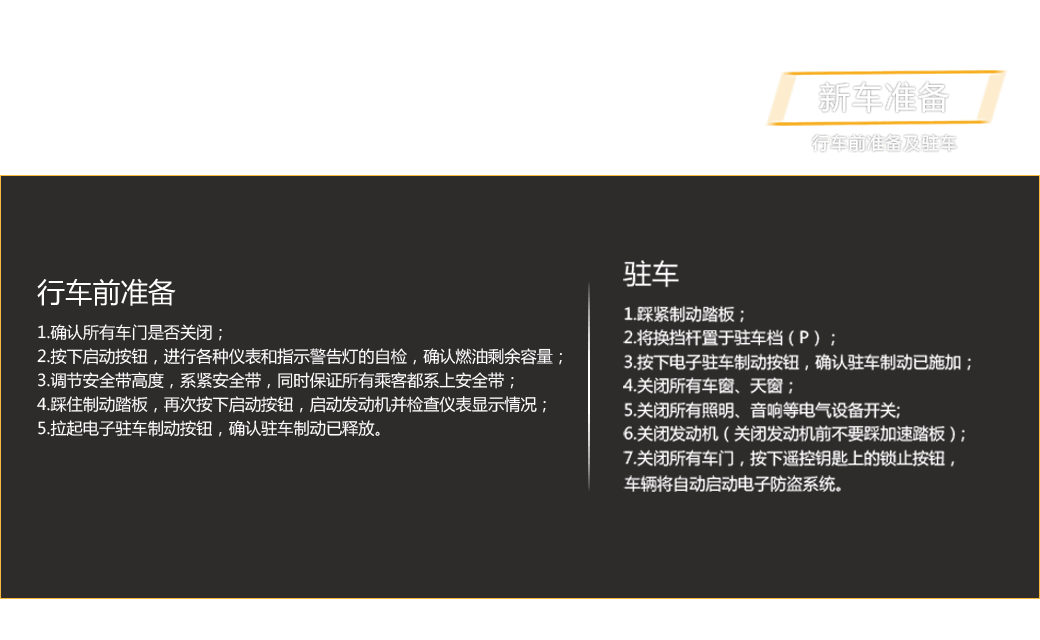 新车准备
行车前准备及驻车
行车前准备
1.确认所有车门是否关闭；
2.按下启动按钮，进行各种仪表和指示警告灯的自检，确认燃油剩余容量；
3.调节安全带高度，系紧安全带，同时保证所有乘客都系上安全带；
4.踩住制动踏板，再次按下启动按钮，启动发动机并检查仪表显示情况；
5.拉起电子驻车制动按钮，确认驻车制动已释放。
驻车
1.踩紧制动踏板；
2.将换挡杆置于驻车档（P）；
3.按下电子驻车制动按钮，确认驻车制动已施加；
4.关闭所有车窗、天窗；
5.关闭所有照明、音响等电气设备开关;
6.关闭发动机（关闭发动机前不要踩加速踏板）；
7.关闭所有车门，按下遥控钥匙上的锁止按钮，
车辆将自动启动电子防盗系统。